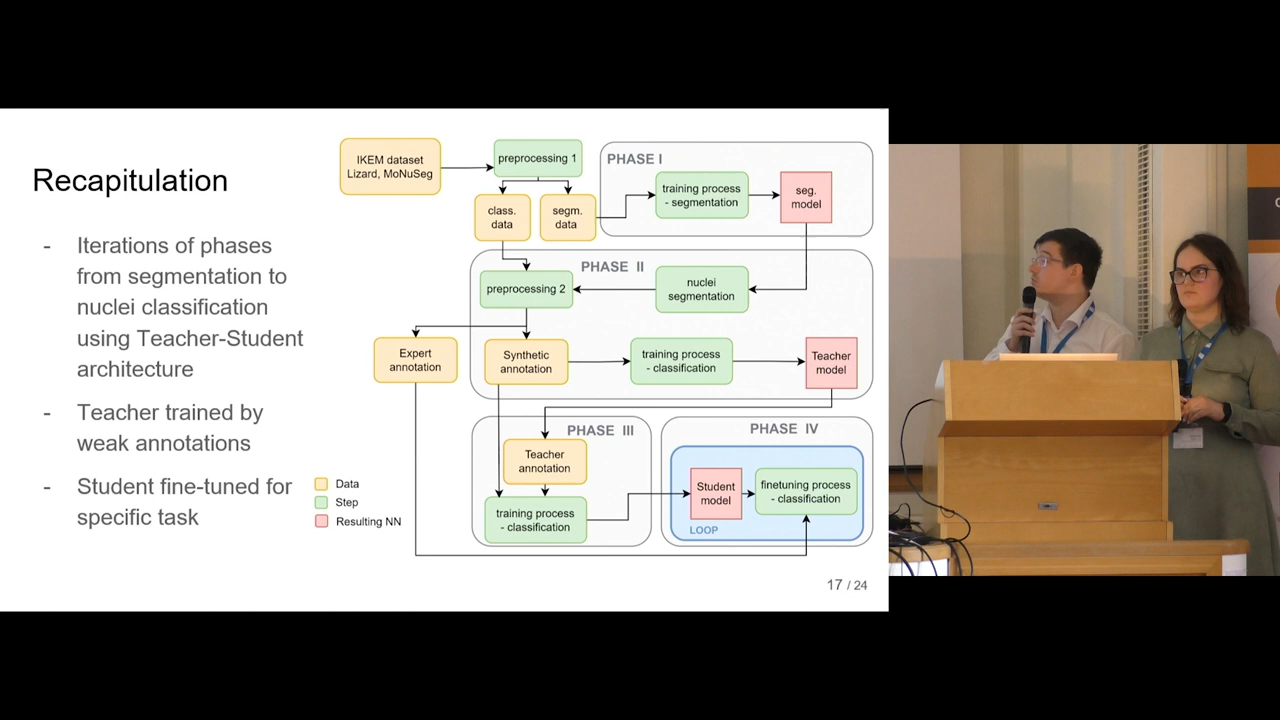 Recapitulation
- Iterations of phases
from segmentation to
nuclei classification
using Teacher-Student
architecture
- Teacher trained by
weak annotations
- Student fine-tuned for
specific task
IKEM dataset
Lizard, MoNuSeg
preprocessing 1
class.
data
segm.
data
PHASE I
training process
- segmentation
seg.
model
PHASE II
preprocessing 2
nuclei
segmentation
Expert
annotation
Synthetic
annotation
training process
- classification
Teacher
model
PHASE III
Teacher
annotation
training process
- classification
PHASE IV
Student
model
finetuning process
- classification
LOOP
Data
Step
Resulting NN
17 / 24